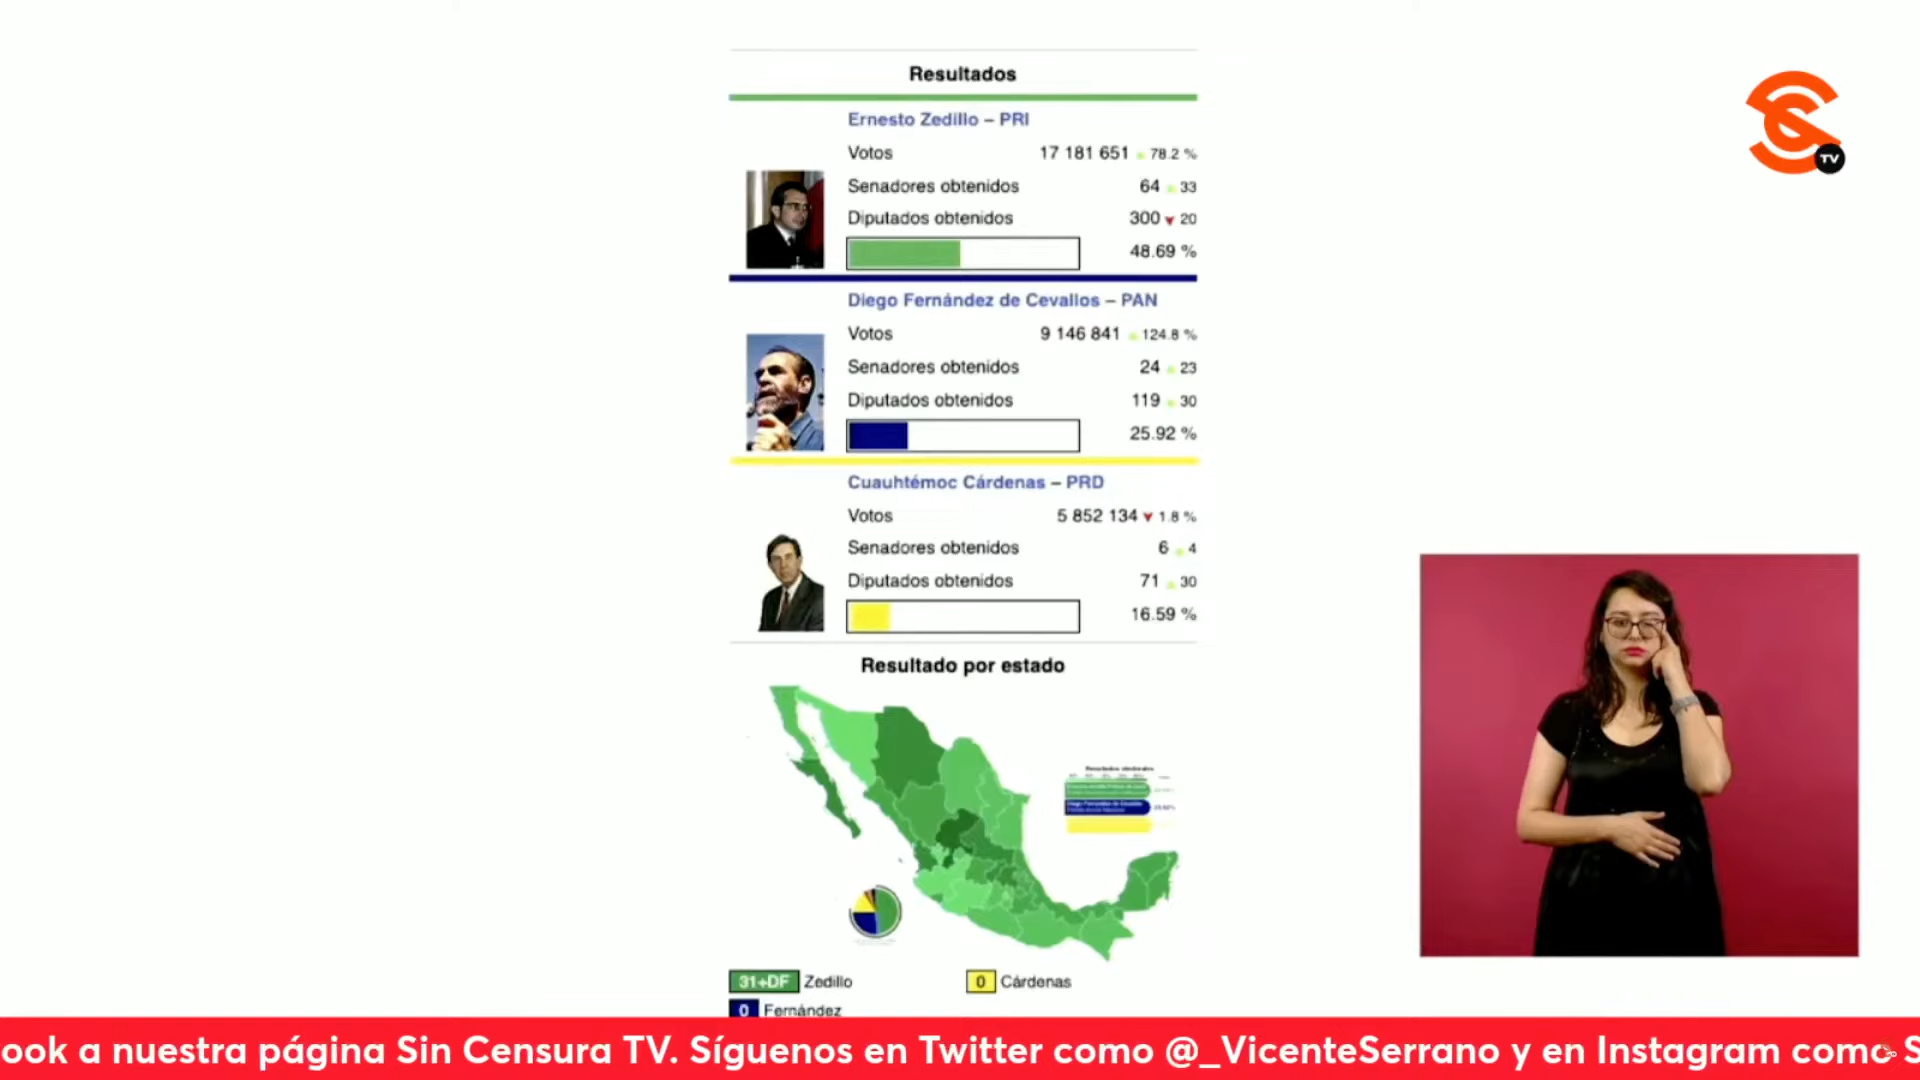 Resultados
Ernesto Zedillo – PRI
Votos 17 181 651 78.2 %
Senadores obtenidos 64 33
Diputados obtenidos 300 20
48.69 %
Diego Fernández de Cevallos – PAN
Votos 9 146 841 124.8 %
Senadores obtenidos 24 23
Diputados obtenidos 119 30
25.92 %
Cuauhtémoc Cárdenas – PRD
Votos 5 852 134 1.8 %
Senadores obtenidos 6 4
Diputados obtenidos 71 30
16.59 %
Resultado por estado
31+DF Zedillo
0 Cárdenas
0 Fernández
TV
ook a nuestra página Sin Censura TV. Síguenos en Twitter como @_VicenteSerrano y en Instagram como S